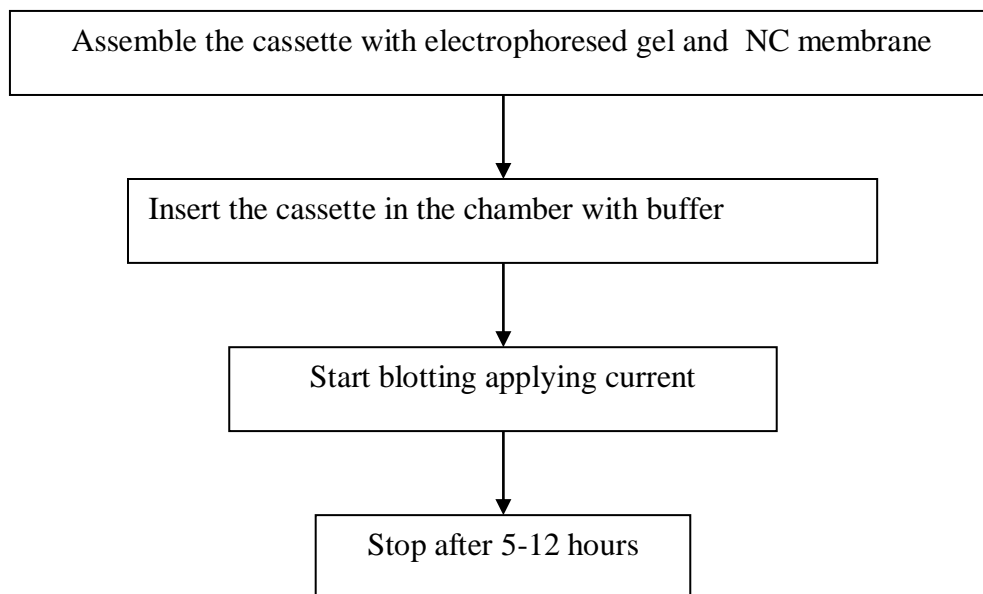 Assemble the cassette with electrophoresed gel and  NC membrane
Insert the cassette in the chamber with buffer
Start blotting applying current
Stop after 5-12 hours